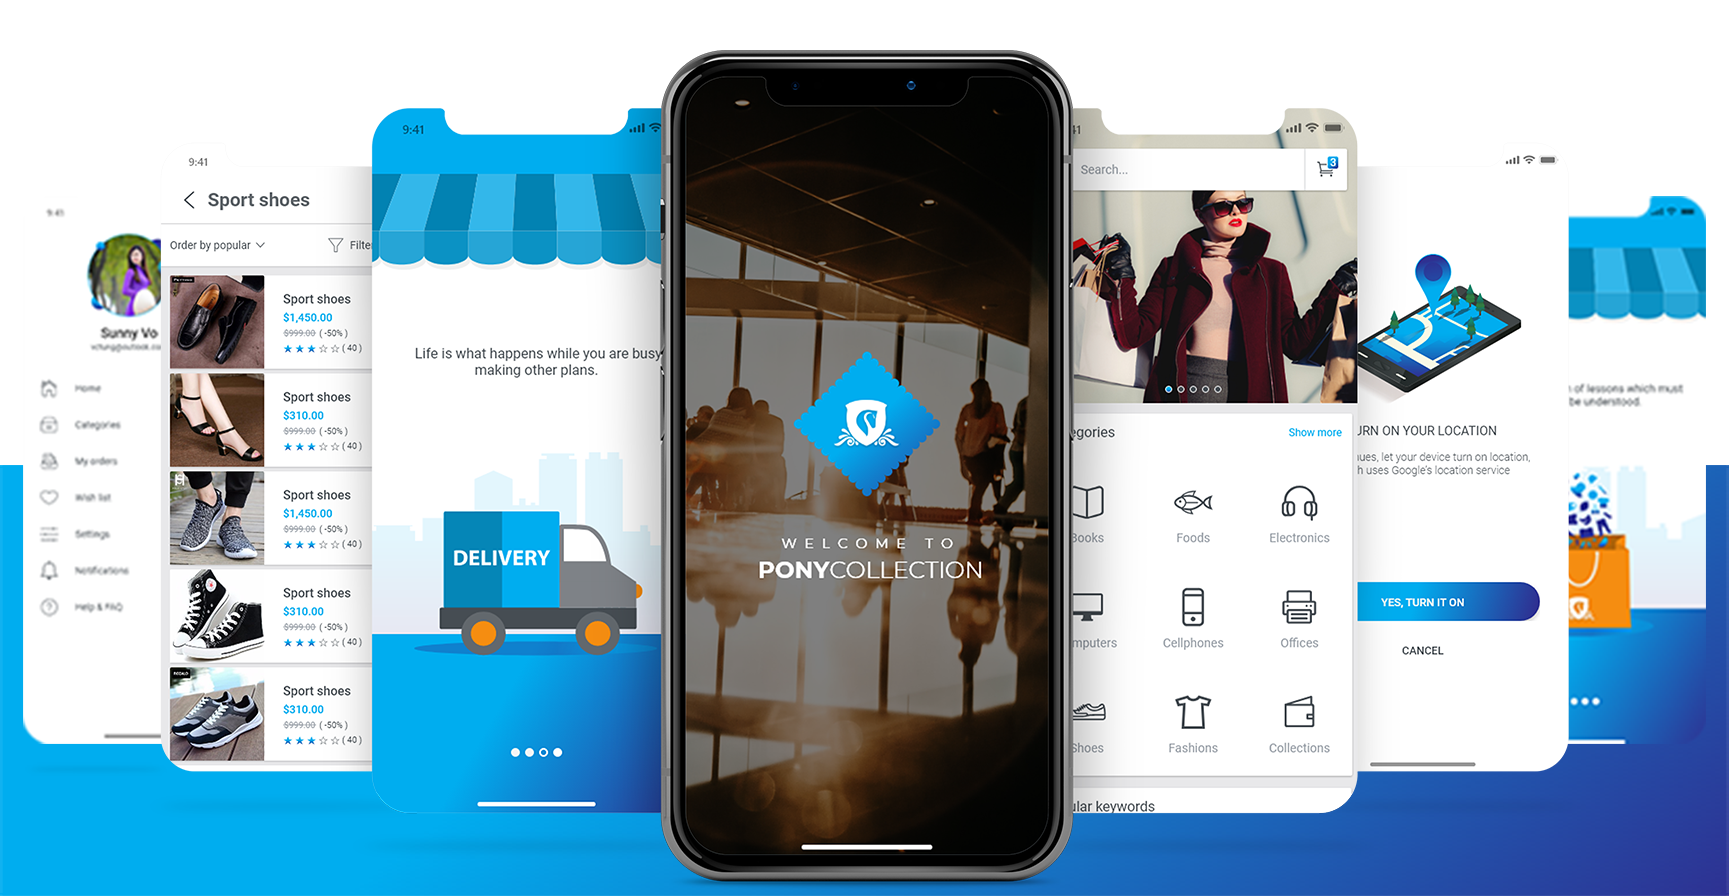 9:41
Sunny Vo
Home
Categories
My orders
Wish list
Settings
Notifications
Help & FAQ
9:41
Sport shoes
Order by popular
Filter
Sport shoes
$1,450.00
$999.00 (-50%)
(40)
Sport shoes
$310.00
$999.00 (-50%)
(40)
Sport shoes
$1,450.00
$999.00 (-50%)
(40)
Sport shoes
$310.00
$999.00 (-50%)
(40)
Sport shoes
$310.00
$999.00 (-50%)
(40)
9:41
Life is what happens while you are busy
making other plans.
DELIVERY
WELCOME TO
PONYCOLLECTION
41
Search...
3
egories
Show more
Books
Foods
Electronics
mputers
Cellphones
Offices
Shoes
Fashions
Collections
ular keywords
URN ON YOUR LOCATION
ues, let your device turn on location,
h uses Google's location service
YES, TURN IT ON
CANCEL
of lessons which must
be understood.